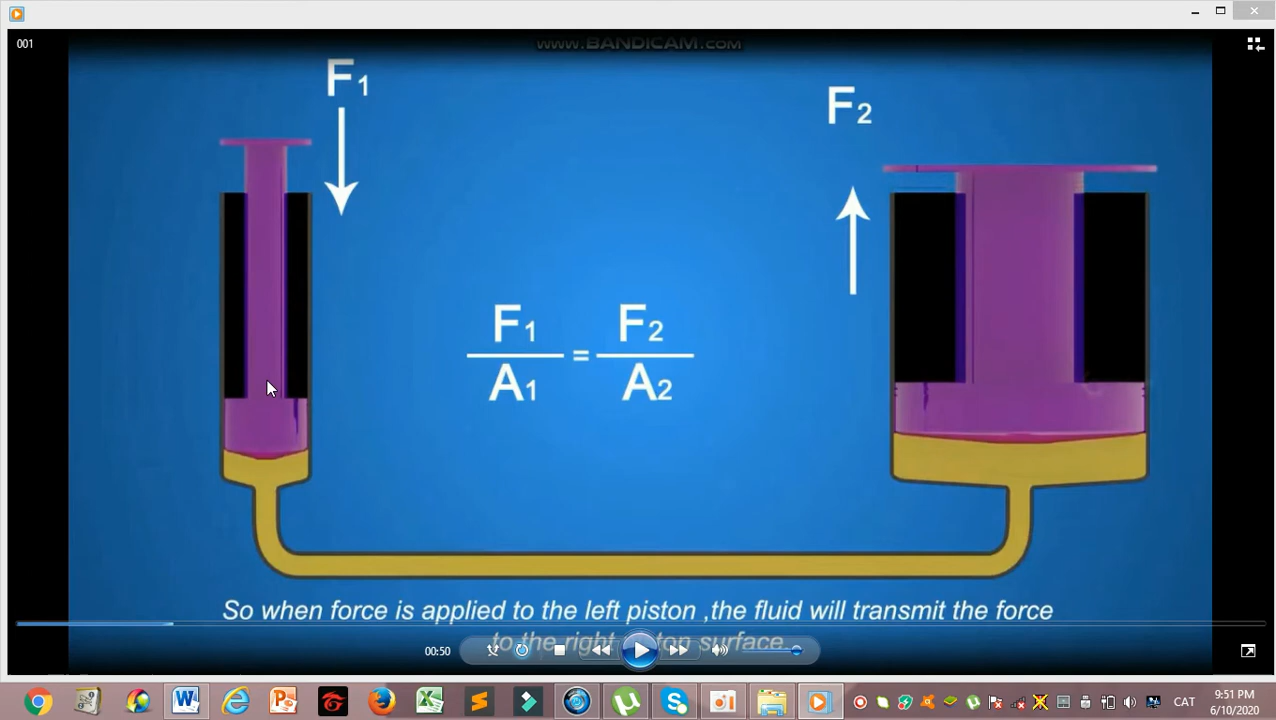 001
www.BANDICAM.com
F1
F2
F1 = F2
A1 A2
So when force is applied to the left piston ,the fluid will transmit the force
to the right piston surface.
00:50
CAT
9:51 PM
6/10/2020